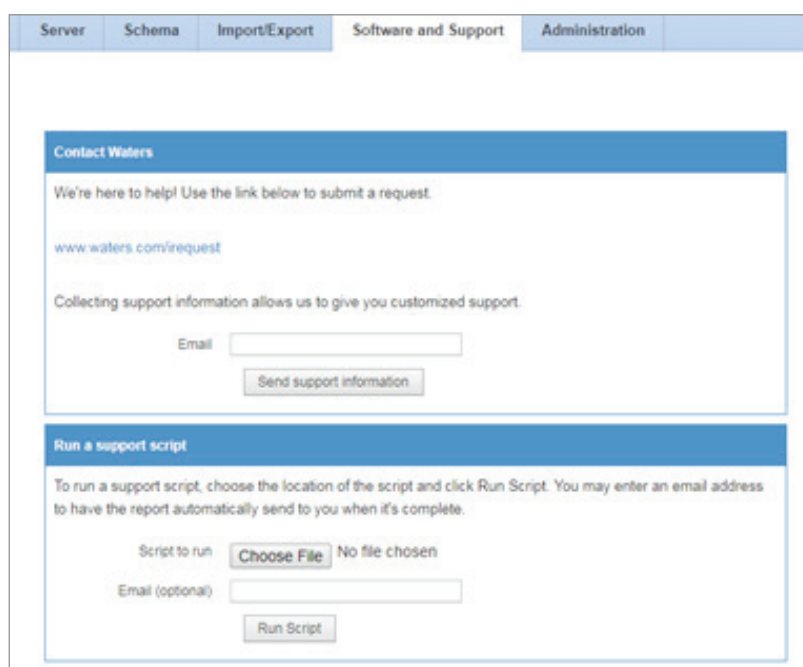 Server Schema Import/Export Software and Support Administration
Contact Waters
We're here to help! Use the link below to submit a request.
www.waters.com/irequest
Collecting support information allows us to give you customized support.
Email
Send support information
Run a support script
To run a support script, choose the location of the script and click Run Script. You may enter an email address
to have the report automatically send to you when it's complete.
Script to run Choose File No file chosen
Email (optional)
Run Script